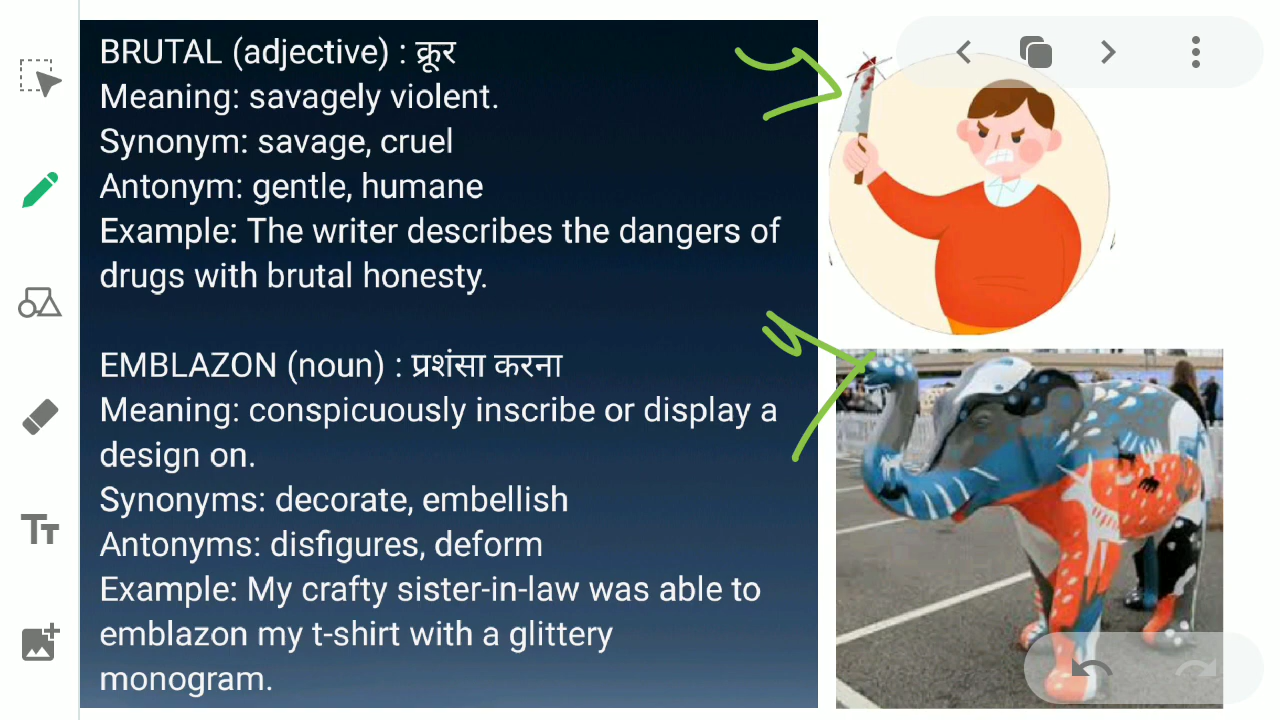 BRUTAL (adjective) : क्रूर
Meaning: savagely violent.
Synonym: savage, cruel
Antonym: gentle, humane
Example: The writer describes the dangers of
drugs with brutal honesty.
EMBLAZON (noun) : प्रशंसा करना
Meaning: conspicuously inscribe or display a
design on.
Synonyms: decorate, embellish
Antonyms: disfigures, deform
Example: My crafty sister-in-law was able to
emblazon my t-shirt with a glittery
monogram.
Tт